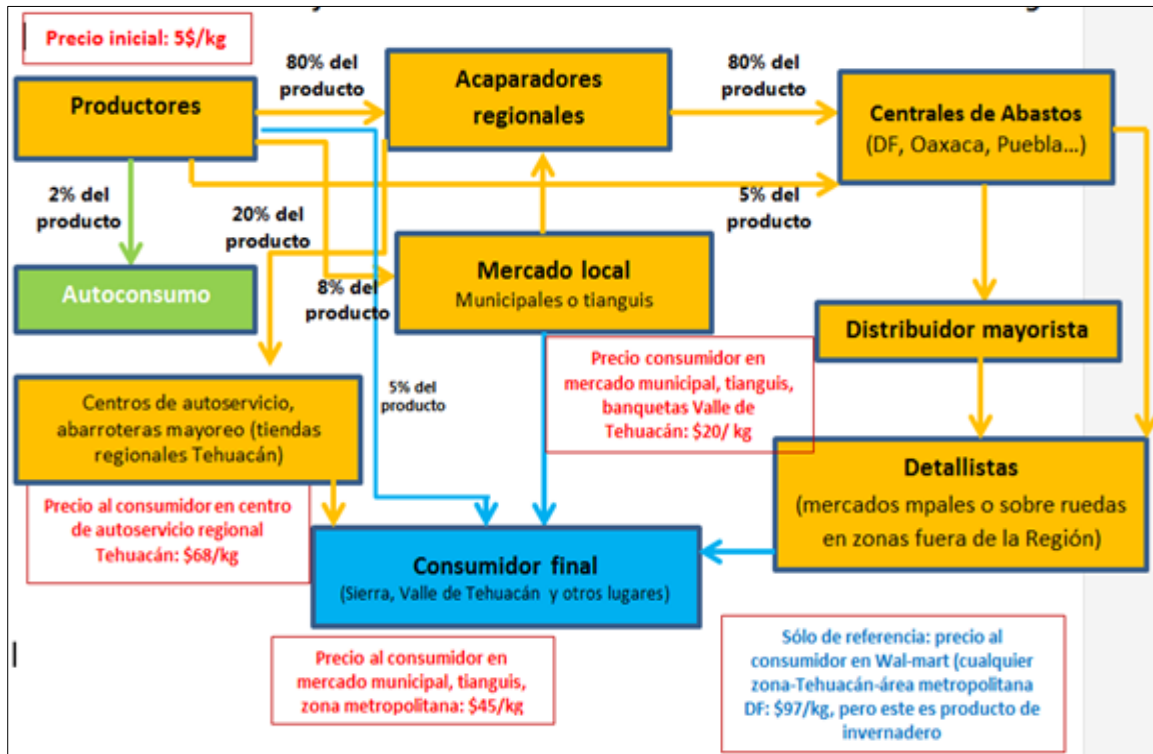 Precio inicial: 5$/kg
80% del
producto
80% del
producto
Productores
Acaparadores
regionales
Centrales de Abastos
(DF, Oaxaca, Puebla...)
2% del
producto
20% del
producto
5% del
producto
Autoconsumo
8% del
producto
Mercado local
Municipales o tianguis
Distribuidor mayorista
Precio consumidor en
mercado municipal, tianguis,
banquetas Valle de
Tehuacán: $20/ kg
5% del
producto
Centros de autoservicio,
abarroteras mayoreo (tiendas
regionales Tehuacán)
Detallistas
(mercados mpales o sobre ruedas
en zonas fuera de la Región)
Precio al consumidor en centro
de autoservicio regional
Tehuacán: $68/kg
Consumidor final
(Sierra, Valle de Tehuacán y otros lugares)
Precio al consumidor en
mercado municipal, tianguis,
zona metropolitana: $45/kg
Sólo de referencia: precio al
consumidor en Wal-mart (cualquier
zona-Tehuacán-área metropolitana
DF: $97/kg, pero este es producto de
invernadero